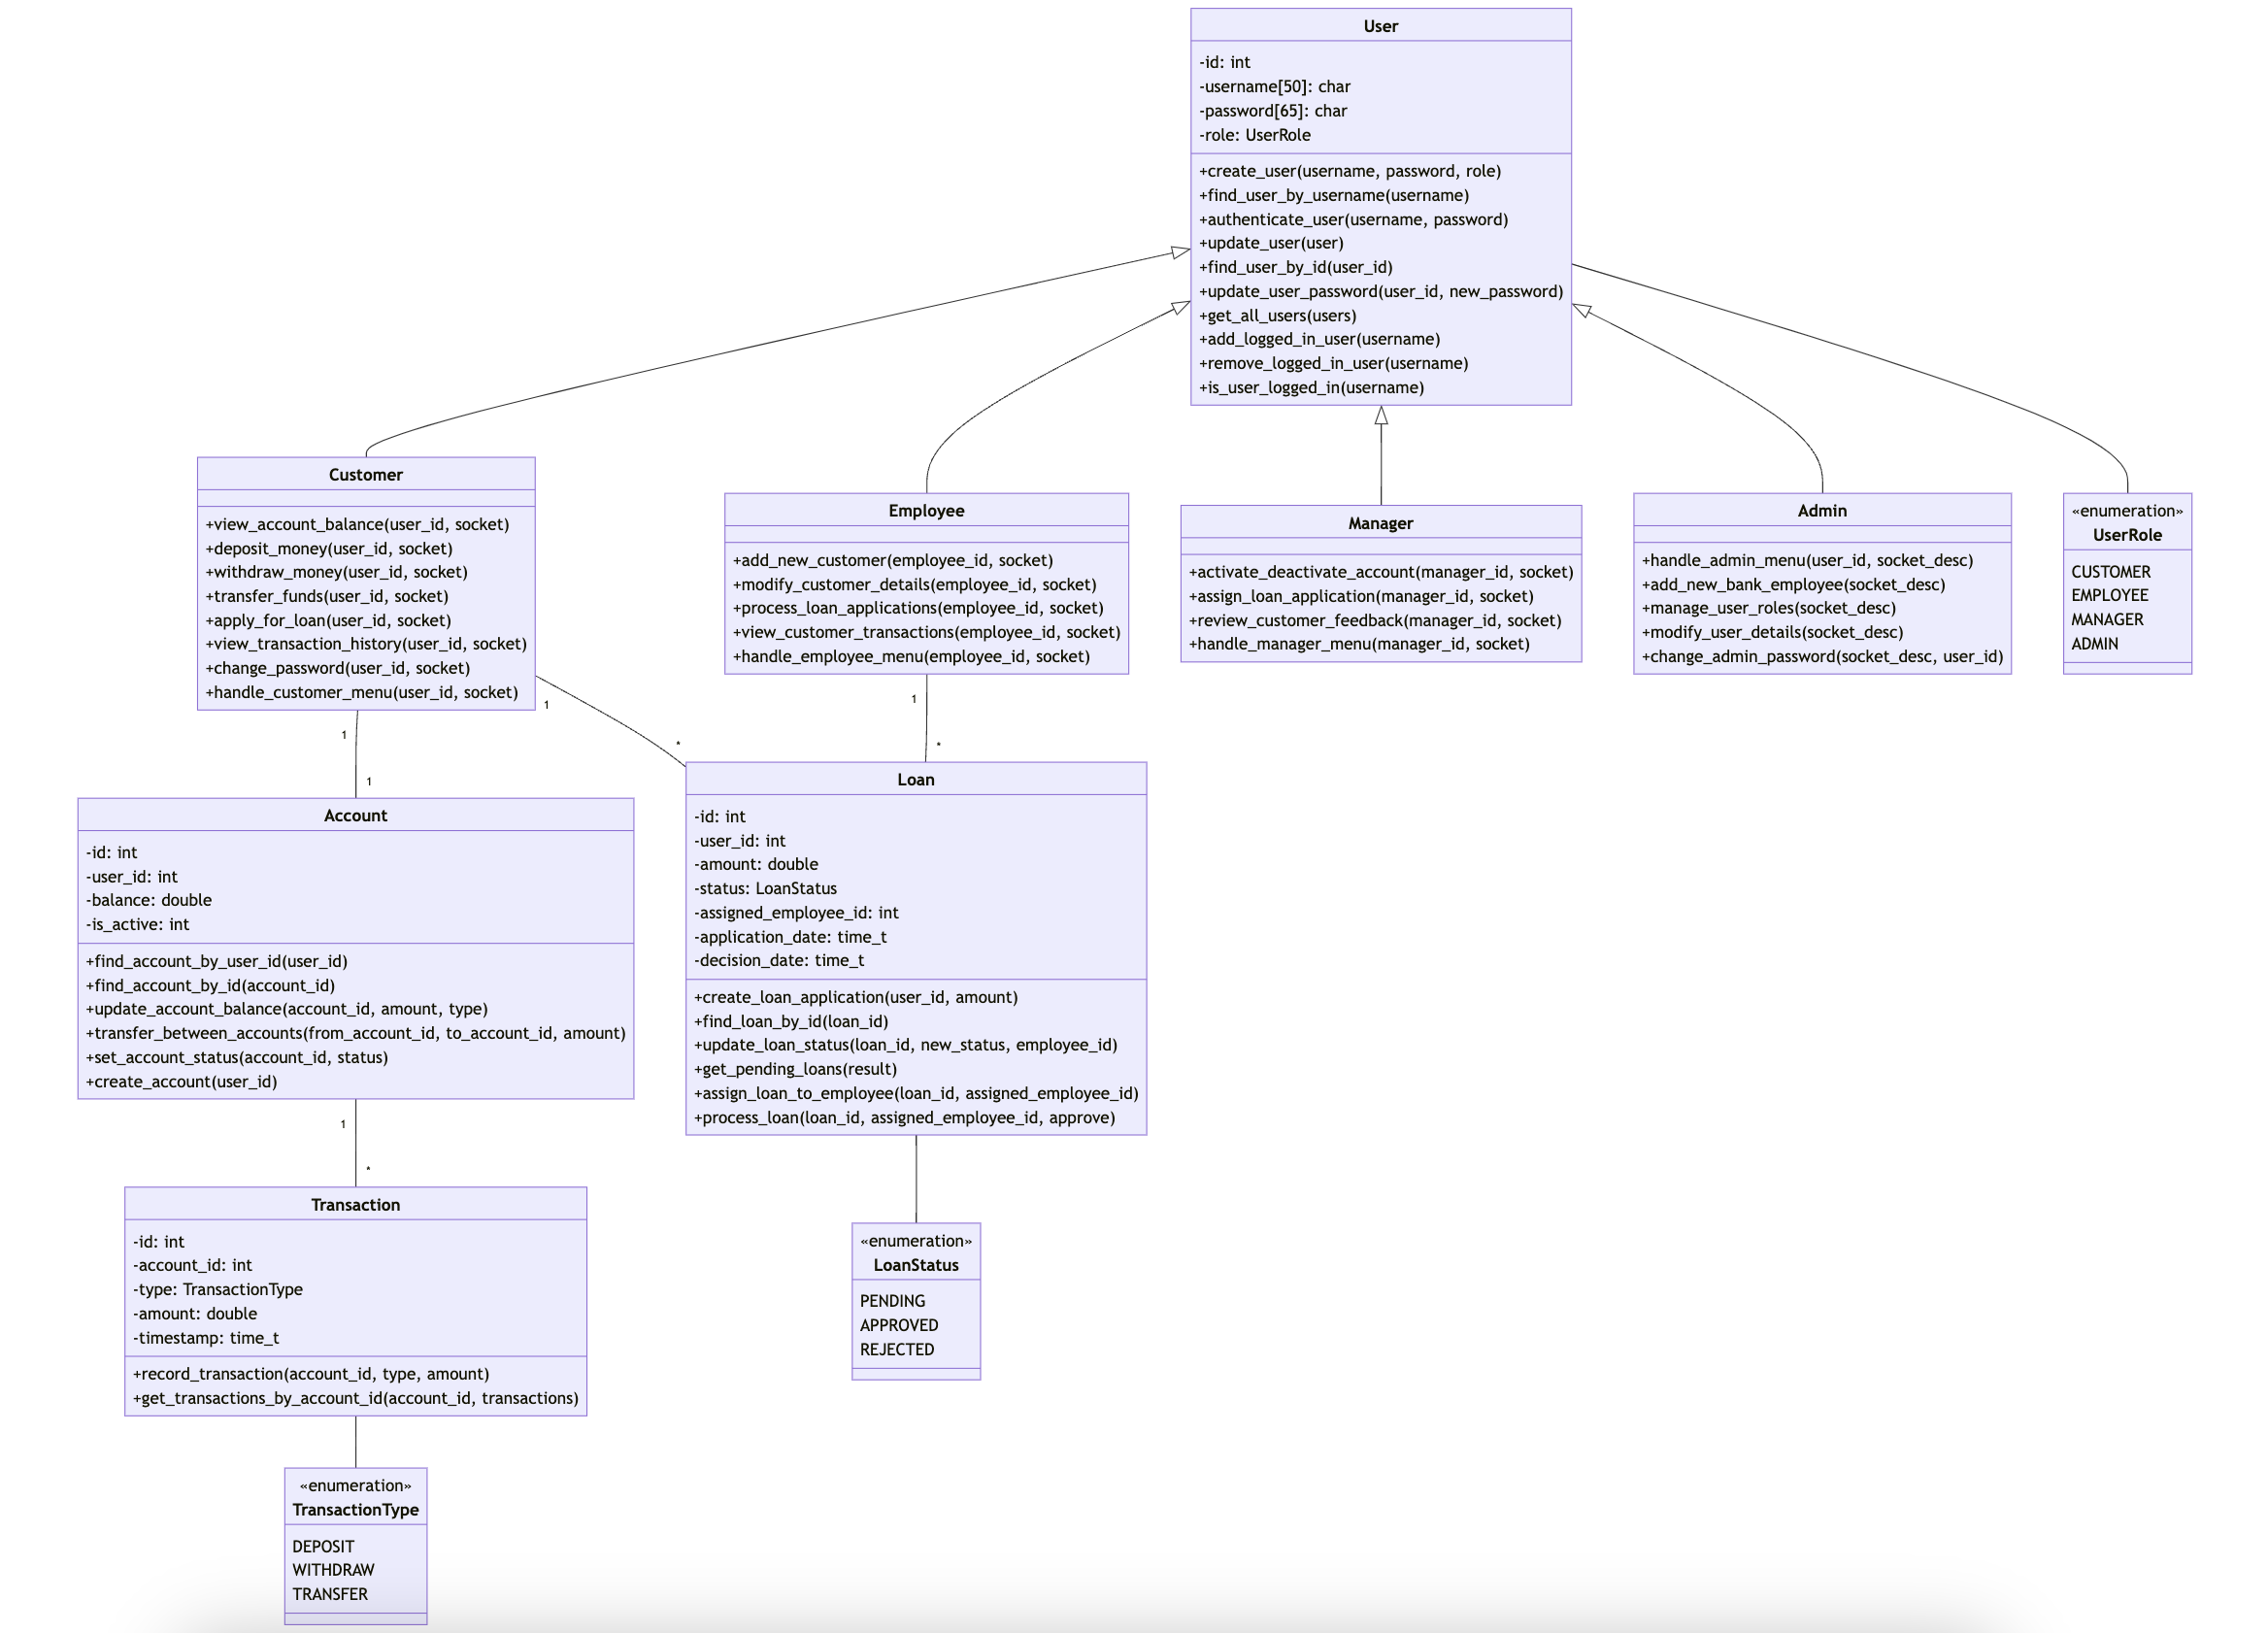 User
-id: int
-username[50]: char
-password[65]: char
-role: UserRole
+create_user(username, password, role)
+find_user_by_username(username)
+authenticate_user(username, password)
+update_user(user)
+find_user_by_id(user_id)
+update_user_password(user_id, new_password)
+get_all_users(users)
+add_logged_in_user(username)
+remove_logged_in_user(username)
+is_user_logged_in(username)
Customer
+view_account_balance(user_id, socket)
+deposit_money(user_id, socket)
+withdraw_money(user_id, socket)
+transfer_funds(user_id, socket)
+apply_for_loan(user_id, socket)
+view_transaction_history(user_id, socket)
+change_password(user_id, socket)
+handle_customer_menu(user_id, socket)
Employee
+add_new_customer(employee_id, socket)
+modify_customer_details(employee_id, socket)
+process_loan_applications(employee_id, socket)
+view_customer_transactions(employee_id, socket)
+handle_employee_menu(employee_id, socket)
Manager
+activate_deactivate_account(manager_id, socket)
+assign_loan_application(manager_id, socket)
+review_customer_feedback(manager_id, socket)
+handle_manager_menu(manager_id, socket)
Admin
+handle_admin_menu(user_id, socket_desc)
+add_new_bank_employee(socket_desc)
+manage_user_roles(socket_desc)
+modify_user_details(socket_desc)
+change_admin_password(socket_desc, user_id)
«enumeration»
UserRole
CUSTOMER
EMPLOYEE
MANAGER
ADMIN
1
1
1
*
1
*
Account
-id: int
-user_id: int
-balance: double
-is_active: int
+find_account_by_user_id(user_id)
+find_account_by_id(account_id)
+update_account_balance(account_id, amount, type)
+transfer_between_accounts(from_account_id, to_account_id, amount)
+set_account_status(account_id, status)
+create_account(user_id)
Loan
-id: int
-user_id: int
-amount: double
-status: LoanStatus
-assigned_employee_id: int
-application_date: time_t
-decision_date: time_t
+create_loan_application(user_id, amount)
+find_loan_by_id(loan_id)
+update_loan_status(loan_id, new_status, employee_id)
+get_pending_loans(result)
+assign_loan_to_employee(loan_id, assigned_employee_id)
+process_loan(loan_id, assigned_employee_id, approve)
1
*
Transaction
-id: int
-account_id: int
-type: TransactionType
-amount: double
-timestamp: time_t
+record_transaction(account_id, type, amount)
+get_transactions_by_account_id(account_id, transactions)
«enumeration»
LoanStatus
PENDING
APPROVED
REJECTED
«enumeration»
TransactionType
DEPOSIT
WITHDRAW
TRANSFER